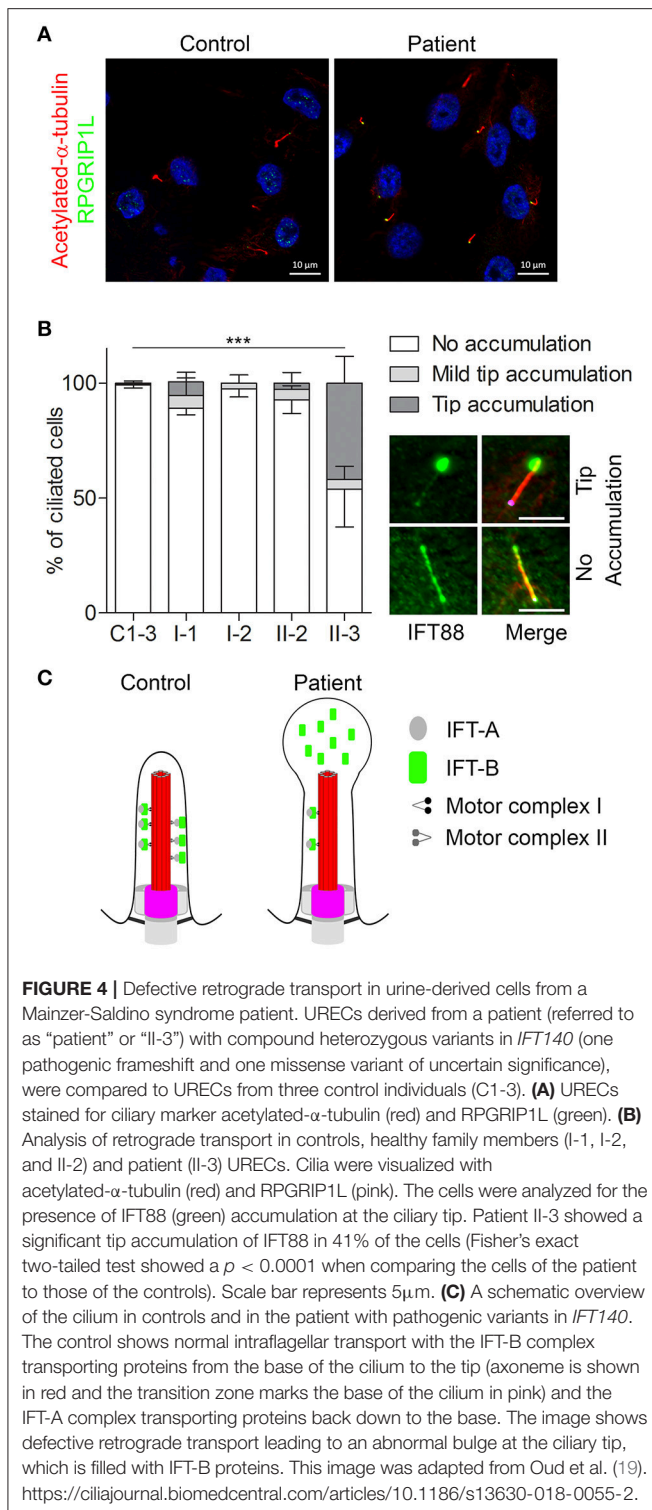 A
Control
Patient
Acetylated-α-tubulin
RPGRIP1L
10 µm
10 µm
B
***
No accumulation
Mild tip accumulation
Tip accumulation
% of ciliated cells
100
50
0
C1-3
I-1
I-2
II-2
II-3
Tip
No
Accumulation
IFT88
Merge
C
Control
Patient
IFT-A
IFT-B
Motor complex I
Motor complex II
FIGURE 4 | Defective retrograde transport in urine-derived cells from a
Mainzer-Saldino syndrome patient. URECs derived from a patient (referred to
as “patient” or “II-3”) with compound heterozygous variants in IFT140 (one
pathogenic frameshift and one missense variant of uncertain significance),
were compared to URECs from three control individuals (C1-3). (A) URECs
stained for ciliary marker acetylated-α-tubulin (red) and RPGRIP1L (green). (B)
Analysis of retrograde transport in controls, healthy family members (I-1, I-2,
and II-2) and patient (II-3) URECs. Cilia were visualized with
acetylated-α-tubulin (red) and RPGRIP1L (pink). The cells were analyzed for the
presence of IFT88 (green) accumulation at the ciliary tip. Patient II-3 showed a
significant tip accumulation of IFT88 in 41% of the cells (Fisher’s exact
two-tailed test showed a p < 0.0001 when comparing the cells of the patient
to those of the controls). Scale bar represents 5µm. (C) A schematic overview
of the cilium in controls and in the patient with pathogenic variants in IFT140.
The control shows normal intraflagellar transport with the IFT-B complex
transporting proteins from the base of the cilium to the tip (axoneme is shown
in red and the transition zone marks the base of the cilium in pink) and the
IFT-A complex transporting proteins back down to the base. The image shows
defective retrograde transport leading to an abnormal bulge at the ciliary tip,
which is filled with IFT-B proteins. This image was adapted from Oud et al. (19).
https://ciliajournal.biomedcentral.com/articles/10.1186/s13630-018-0055-2.